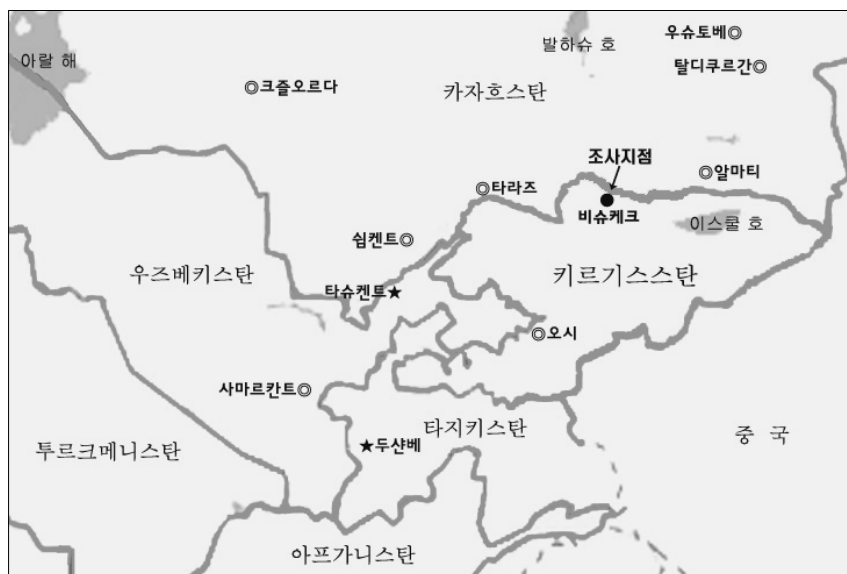 우슈토베◎
발하슈 호
아랄 해
탈디쿠르간◎
◎크즐오르다
카자흐스탄
조사지점
◎알마티
◎타라즈
비슈케크
이스쿨 호
쉼켄트◎
우즈베키스탄
키르기스스탄
타슈켄트★
◎오시
사마르칸트◎
타지키스탄
중 국
투르크메니스탄
★두샨베
아프가니스탄